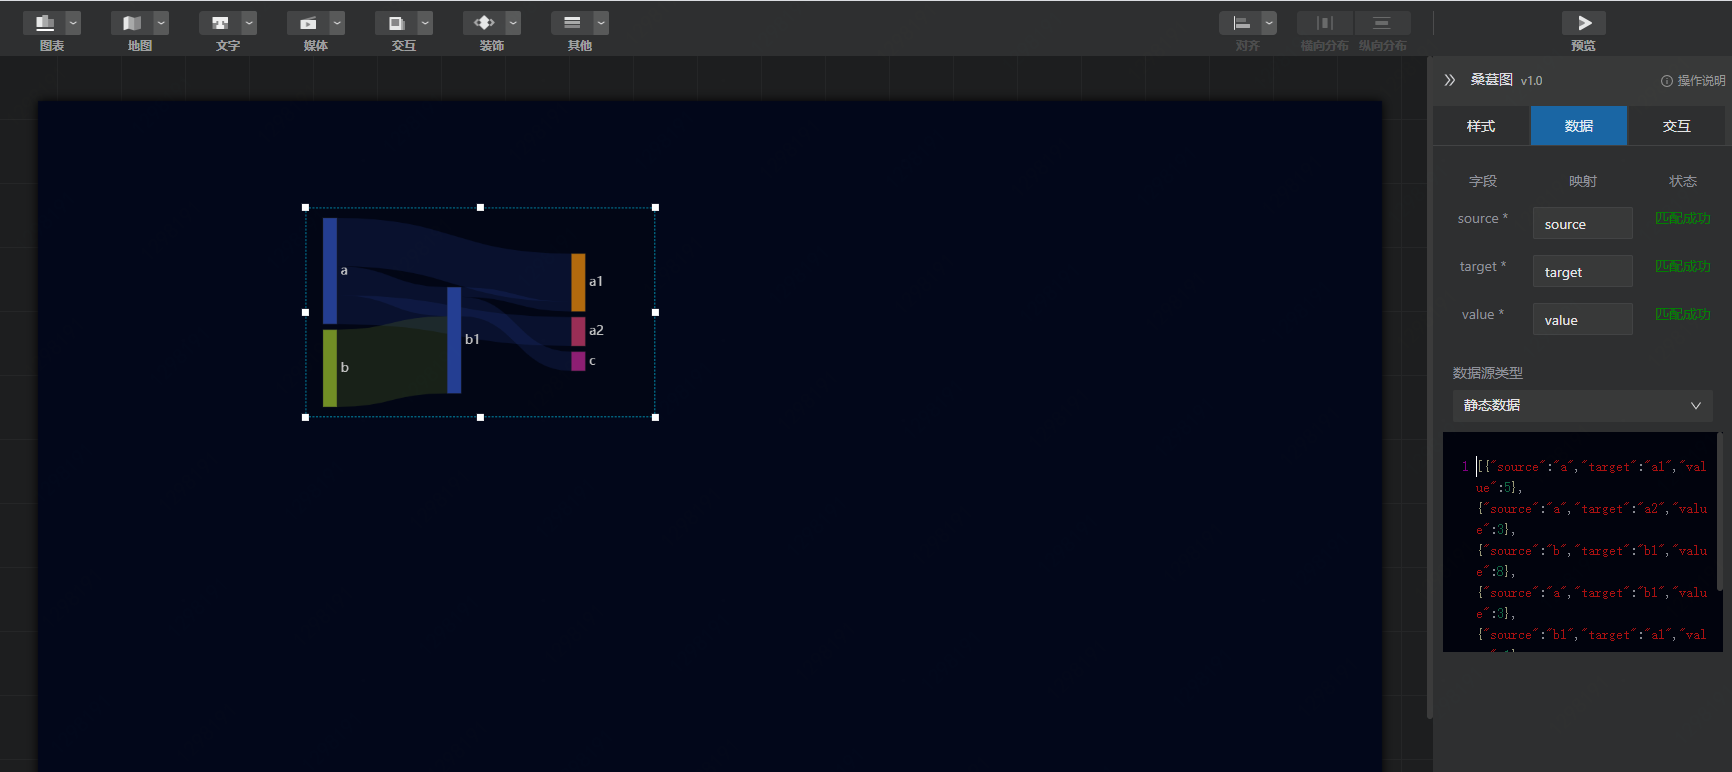 图表
地图
文字
媒体
交互
装饰
其他
对齐
横向分布
纵向分布
预览
桑葚图 v1.0
操作说明
样式
数据
交互
字段
映射
状态
source *
source
匹配成功
target *
target
匹配成功
value *
value
匹配成功
数据源类型
静态数据
1 [{"source":"a","target":"a1","val
ue":5},
{"source":"a","target":"a2","valu
e":3},
{"source":"b","target":"b1","valu
e":8},
{"source":"a","target":"b1","valu
e":3},
{"source":"b1","target":"a1","val
a
b
b1
a1
a2
c